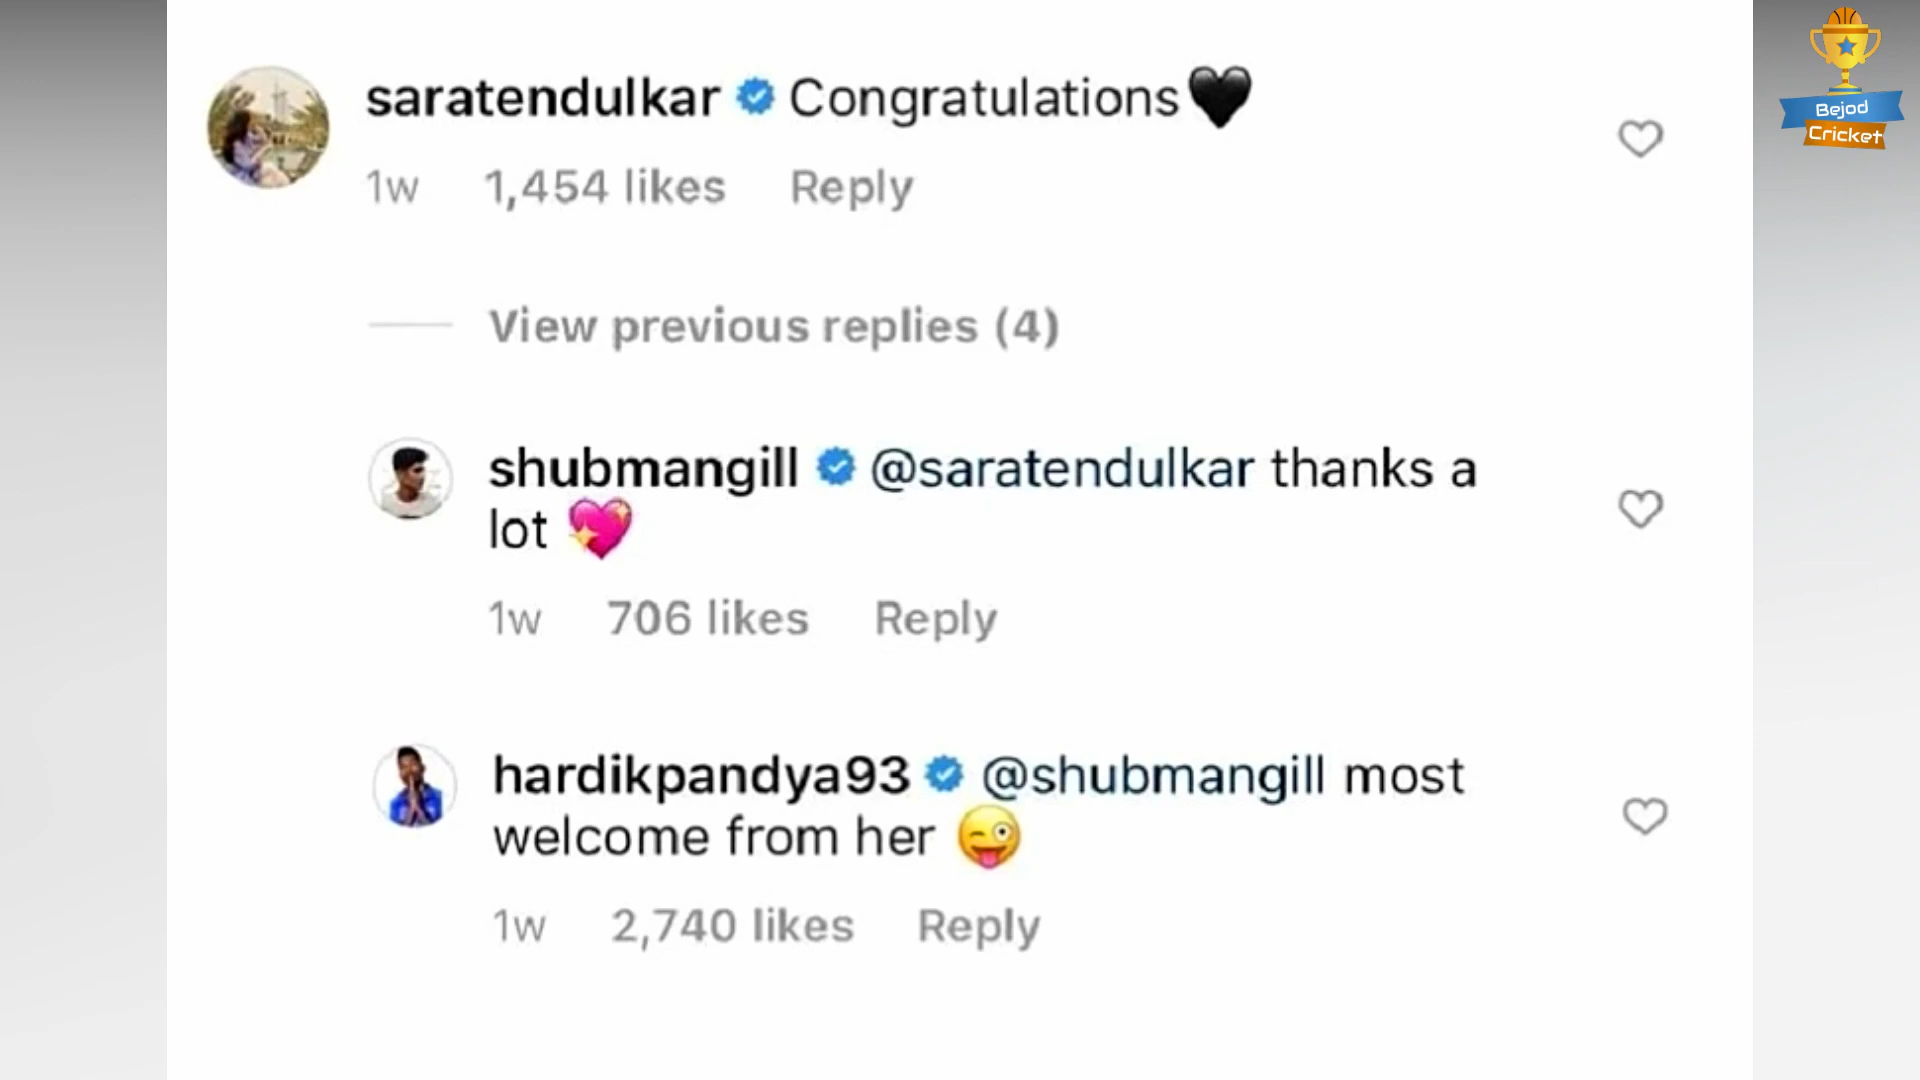 saratendulkar Congratulations🖤
1w 1,454 likes Reply
View previous replies (4)
shubmangill @saratendulkar thanks a
lot 💖
1w 706 likes Reply
hardikpandya93 @shubmangill most
welcome from her 😜
1w 2,740 likes Reply
Bejod
Cricket